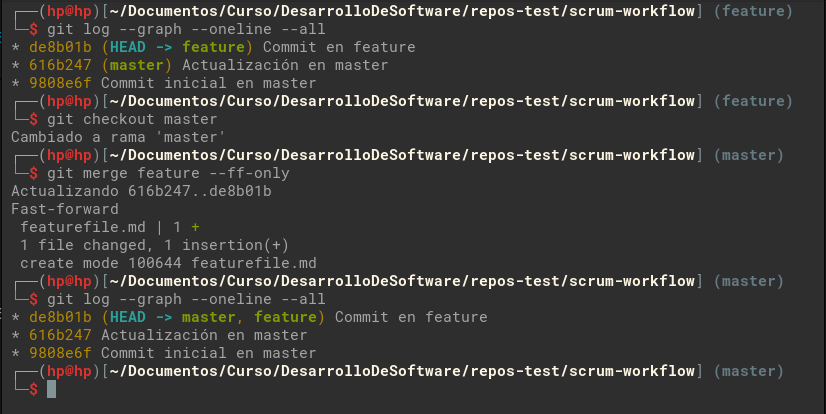 ┌──(hp@hp)[~/Documentos/Curso/DesarrolloDeSoftware/repos-test/scrum-workflow] (feature)
└─$ git log --graph --oneline --all
* de8b01b (HEAD -> feature) Commit en feature
* 616b247 (master) Actualización en master
* 9808e6f Commit inicial en master
┌──(hp@hp)[~/Documentos/Curso/DesarrolloDeSoftware/repos-test/scrum-workflow] (feature)
└─$ git checkout master
Cambiado a rama 'master'
┌──(hp@hp)[~/Documentos/Curso/DesarrolloDeSoftware/repos-test/scrum-workflow] (master)
└─$ git merge feature --ff-only
Actualizando 616b247..de8b01b
Fast-forward
 featurefile.md | 1 +
 1 file changed, 1 insertion(+)
 create mode 100644 featurefile.md
┌──(hp@hp)[~/Documentos/Curso/DesarrolloDeSoftware/repos-test/scrum-workflow] (master)
└─$ git log --graph --oneline --all
* de8b01b (HEAD -> master, feature) Commit en feature
* 616b247 Actualización en master
* 9808e6f Commit inicial en master
┌──(hp@hp)[~/Documentos/Curso/DesarrolloDeSoftware/repos-test/scrum-workflow] (master)
└─$